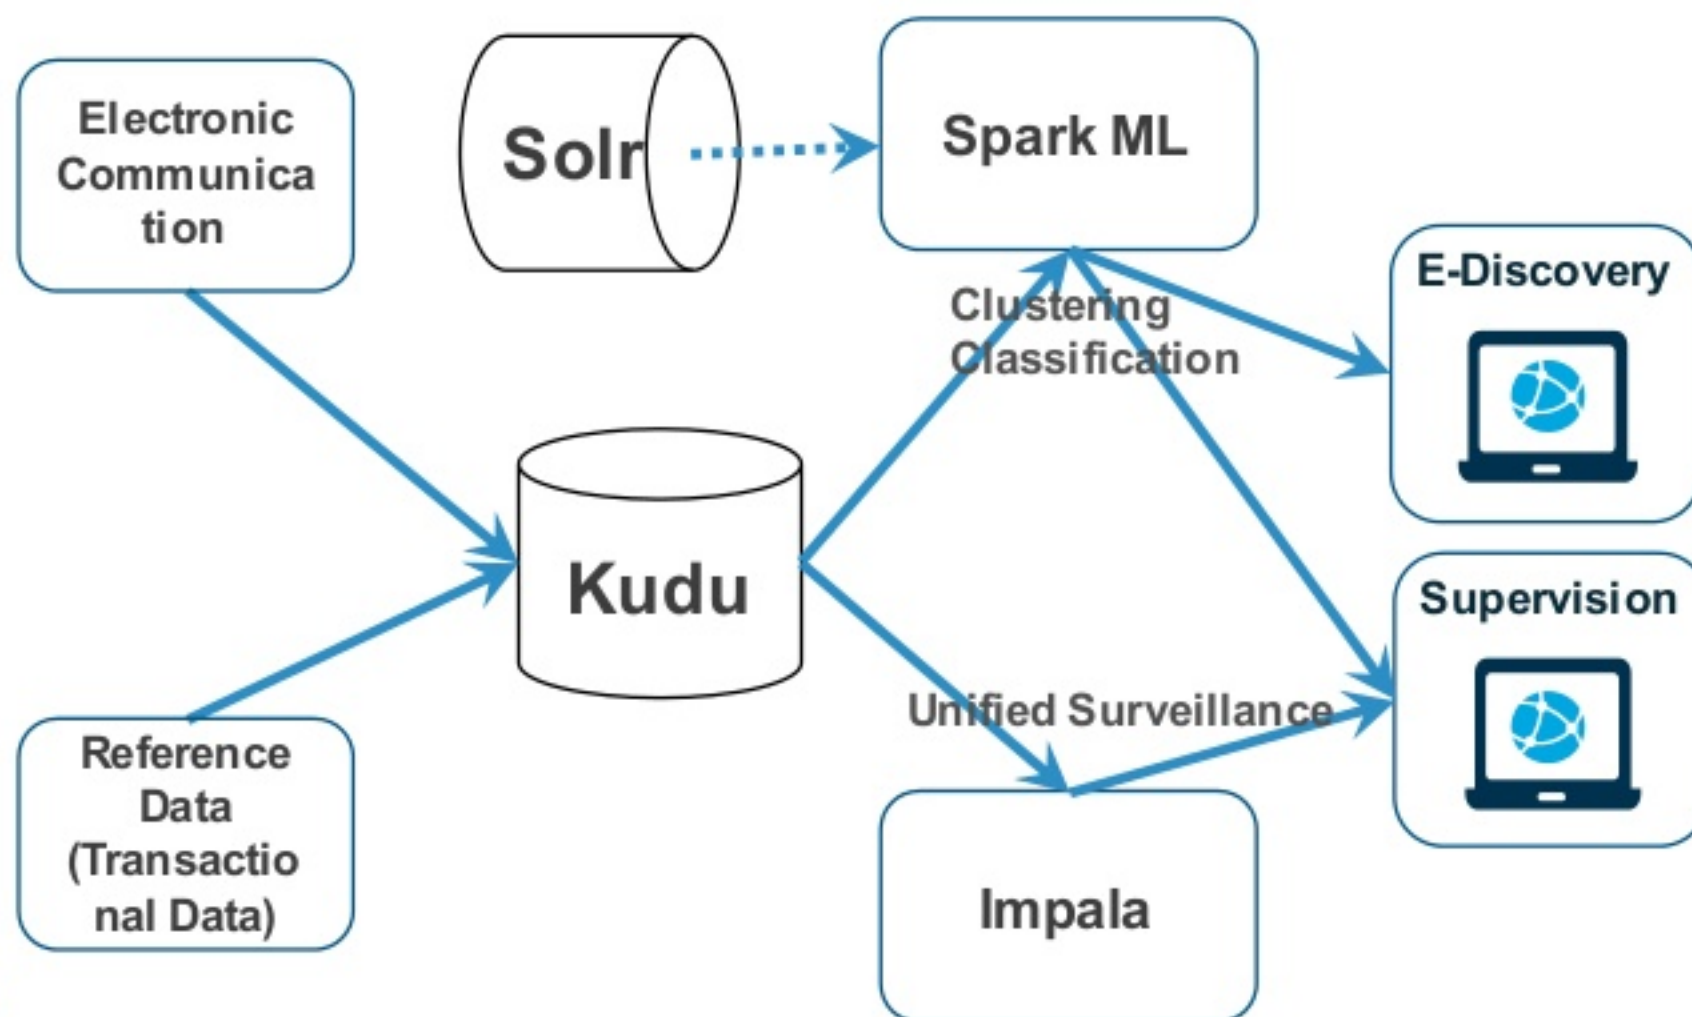 Electronic
Communica
tion
Solr
Spark ML
E-Discovery
Clustering
Classification
Kudu
Supervision
Unified Surveillance
Reference
Data
(Transactio
nal Data)
Impala